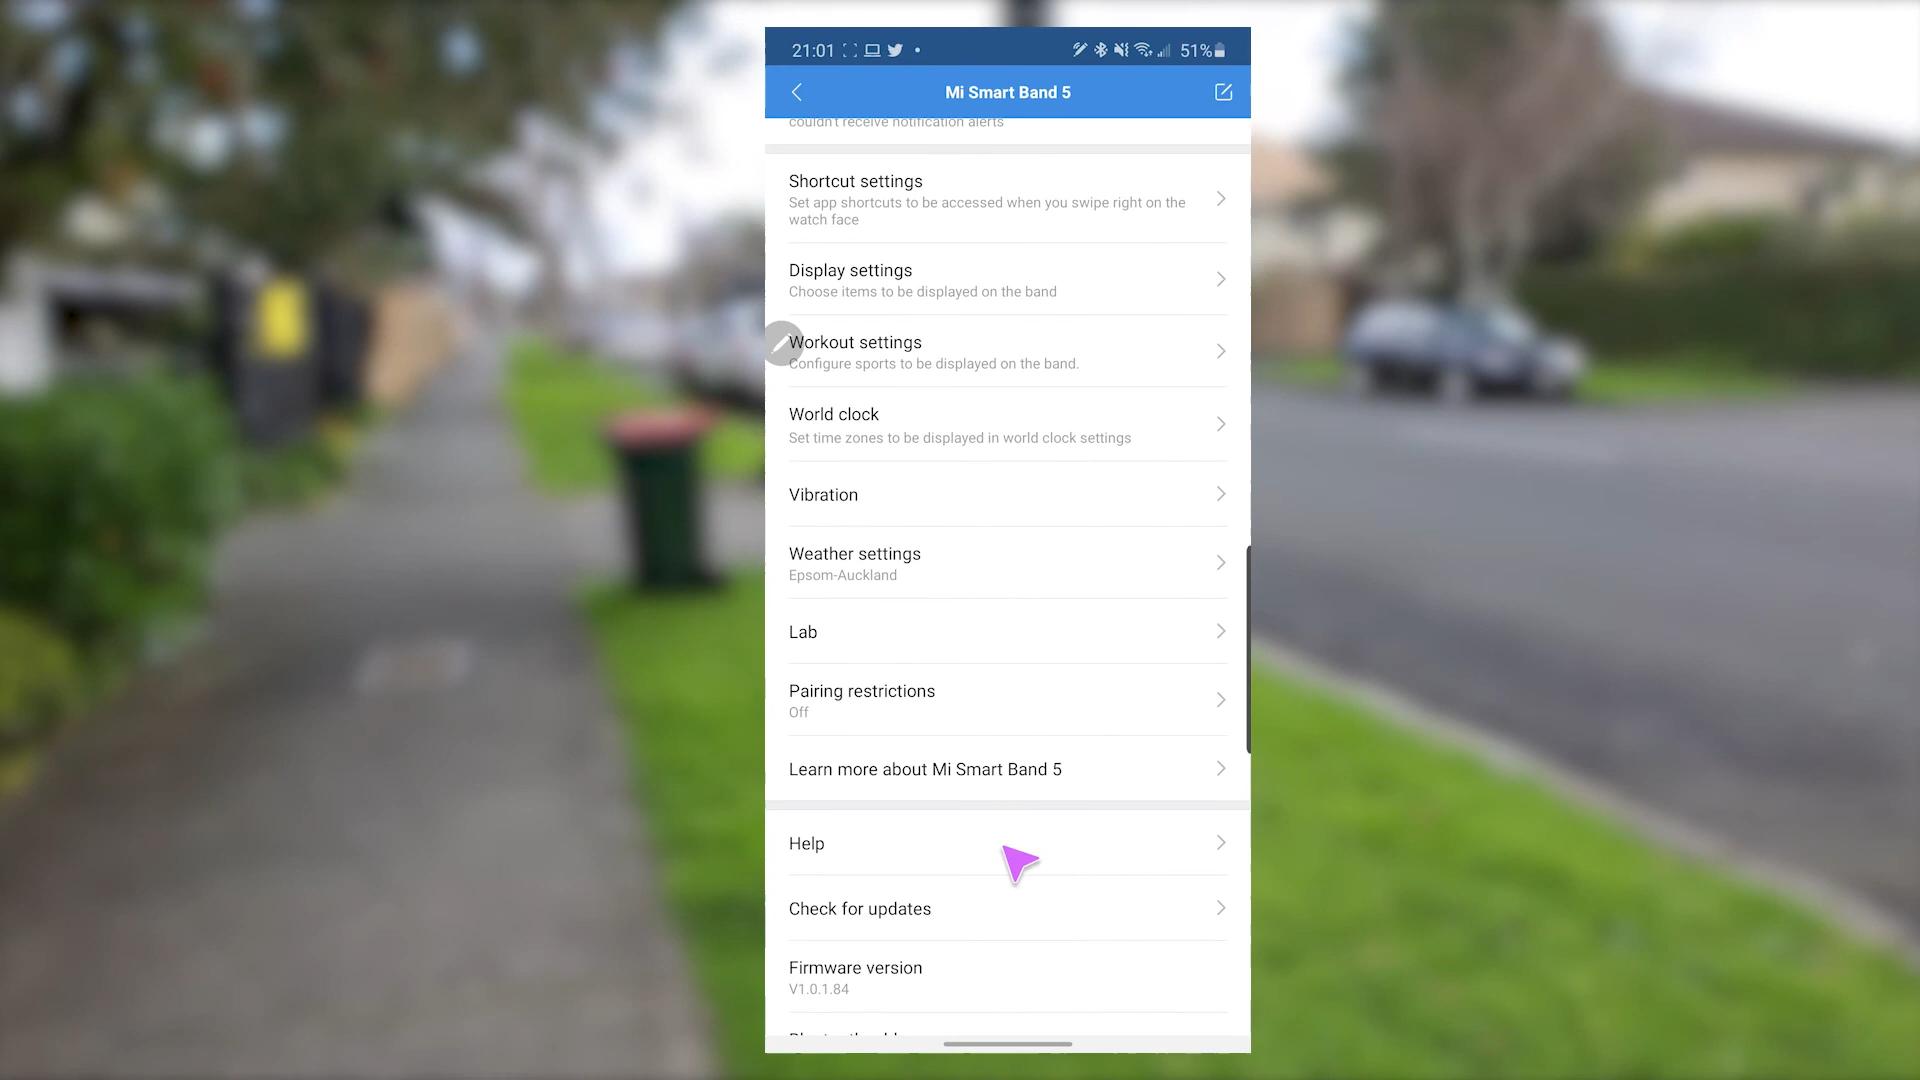 21:01
51%
Mi Smart Band 5
couldn't receive notification alerts
Shortcut settings
Set app shortcuts to be accessed when you swipe right on the
watch face
Display settings
Choose items to be displayed on the band
Workout settings
Configure sports to be displayed on the band.
World clock
Set time zones to be displayed in world clock settings
Vibration
Weather settings
Epsom-Auckland
Lab
Pairing restrictions
Off
Learn more about Mi Smart Band 5
Help
Check for updates
Firmware version
V1.0.1.84